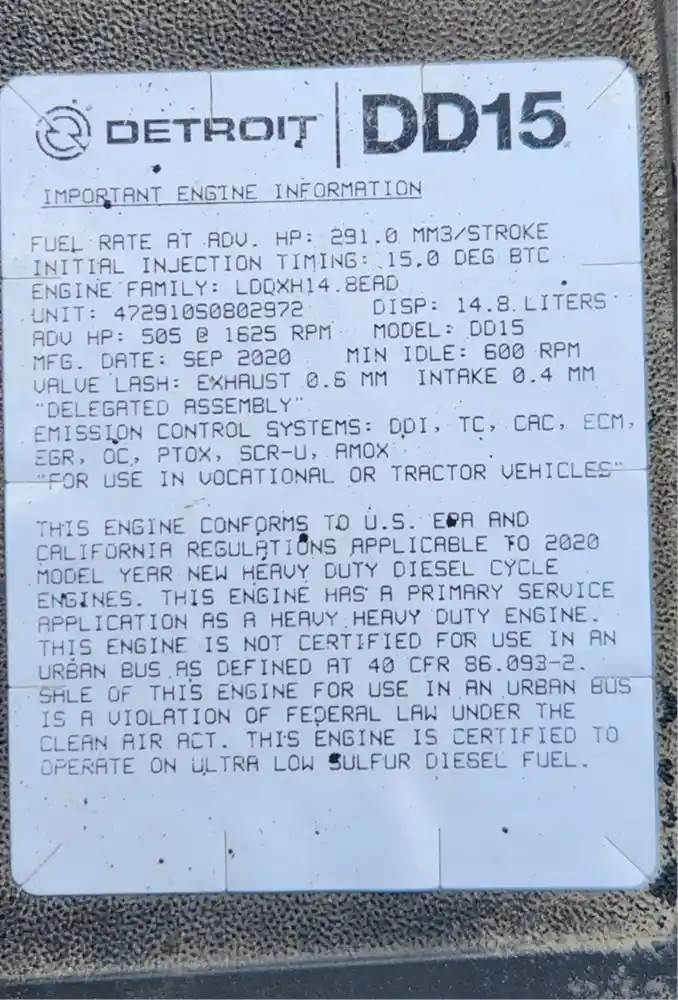 DETROIT DD15
IMPORTANT ENGINE INFORMATION
FUEL RATE AT ADV. HP: 291.0 MM3/STROKE
INITIAL INJECTION TIMING: 15.0 DEG BTC
ENGINE FAMILY: LDDXH14.8EAD
UNIT: 472910S0802972 DISP: 14.8 LITERS
ADV HP: 505 @ 1625 RPM MODEL: DD15
MFG. DATE: SEP 2020 MIN IDLE: 600 RPM
VALVE LASH: EXHAUST 0.6 MM INTAKE 0.4 MM
"DELEGATED ASSEMBLY"
EMISSION CONTROL SYSTEMS: DDI, TC, CAC, ECM,
EGR, OC, PTOX, SCR-U, AMOX
"FOR USE IN VOCATIONAL OR TRACTOR VEHICLES"
THIS ENGINE CONFORMS TO U.S. EPA AND
CALIFORNIA REGULATIONS APPLICABLE TO 2020
MODEL YEAR NEW HEAVY DUTY DIESEL CYCLE
ENGINES. THIS ENGINE HAS A PRIMARY SERVICE
APPLICATION AS A HEAVY HEAVY DUTY ENGINE.
THIS ENGINE IS NOT CERTIFIED FOR USE IN AN
URBAN BUS AS DEFINED AT 40 CFR 86.093-2.
SALE OF THIS ENGINE FOR USE IN AN URBAN BUS
IS A VIOLATION OF FEDERAL LAW UNDER THE
CLEAN AIR ACT. THIS ENGINE IS CERTIFIED TO
OPERATE ON ULTRA LOW SULFUR DIESEL FUEL.